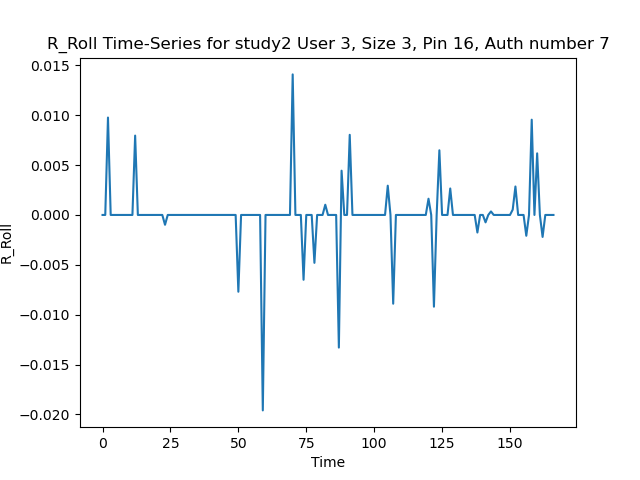 R_Roll Time-Series for study2 User 3, Size 3, Pin 16, Auth number 7
0.015
0.010
0.005
0.000
−0.005
−0.010
−0.015
−0.020
R_Roll
0 25 50 75 100 125 150
Time